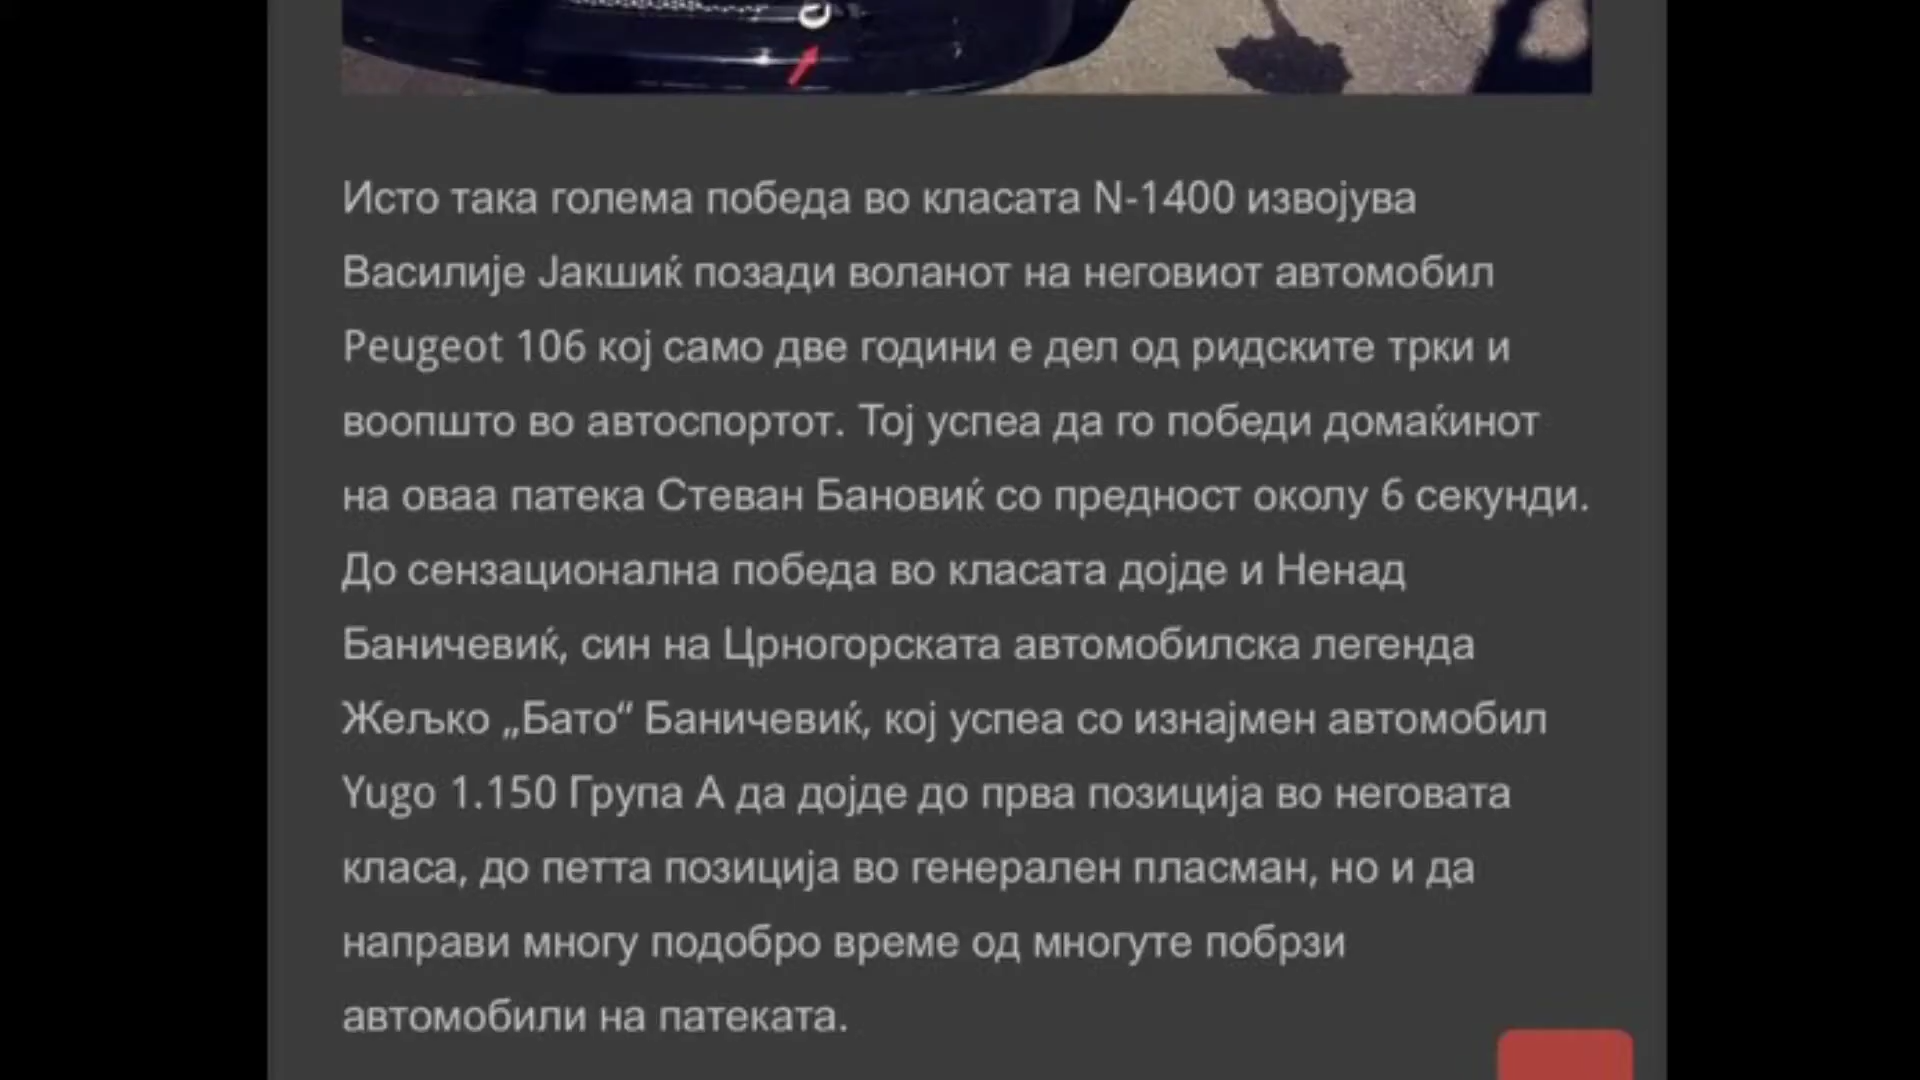 Исто така голема победа во класата N-1400 извојува
Василије Јакшиќ позади воланот на неговиот автомобил
Peugeot 106 кој само две години е дел од ридските трки и
воопшто во автоспортот. Тој успеа да го победи домаќинот
на оваа патека Стеван Бановиќ со предност околу 6 секунди.
До сензационална победа во класата дојде и Ненад
Баничевиќ, син на Црногорската автомобилска легенда
Жељко „Бато“ Баничевиќ, кој успеа со изнајмен автомобил
Yugo 1.150 Група А да дојде до прва позиција во неговата
класа, до петта позиција во генерален пласман, но и да
направи многу подобро време од многуте побрзи
автомобили на патеката.